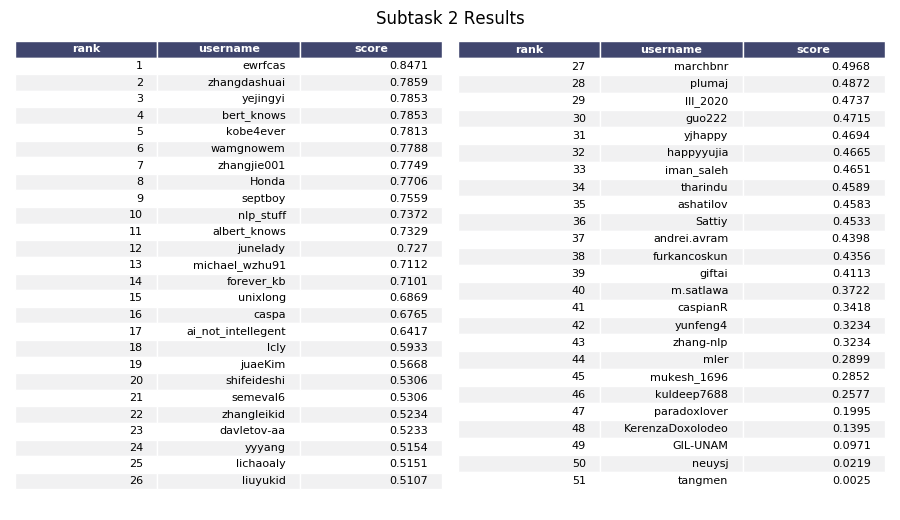 Subtask 2 Results
rank username score
1 ewrfcas 0.8471
2 zhangdashuai 0.7859
3 yejingyi 0.7853
4 bert_knows 0.7853
5 kobe4ever 0.7813
6 wamgnowem 0.7788
7 zhangjie001 0.7749
8 Honda 0.7706
9 septboy 0.7559
10 nlp_stuff 0.7372
11 albert_knows 0.7329
12 junelady 0.727
13 michael_wzhu91 0.7112
14 forever_kb 0.7101
15 unixlong 0.6869
16 caspa 0.6765
17 ai_not_intellegent 0.6417
18 lcly 0.5933
19 juaeKim 0.5668
20 shifeideshi 0.5306
21 semeval6 0.5306
22 zhangleikid 0.5234
23 davletov-aa 0.5233
24 yyyang 0.5154
25 lichaoaly 0.5151
26 liuyukid 0.5107
rank username score
27 marchbnr 0.4968
28 plumaj 0.4872
29 lll_2020 0.4737
30 guo222 0.4715
31 yjhappy 0.4694
32 happyyujia 0.4665
33 iman_saleh 0.4651
34 tharindu 0.4589
35 ashatilov 0.4583
36 Sattiy 0.4533
37 andrei.avram 0.4398
38 furkancoskun 0.4356
39 giftai 0.4113
40 m.satlawa 0.3722
41 caspianR 0.3418
42 yunfeng4 0.3234
43 zhang-nlp 0.3234
44 mler 0.2899
45 mukesh_1696 0.2852
46 kuldeep7688 0.2577
47 paradoxlover 0.1995
48 KerenzaDoxolodeo 0.1395
49 GIL-UNAM 0.0971
50 neuysj 0.0219
51 tangmen 0.0025